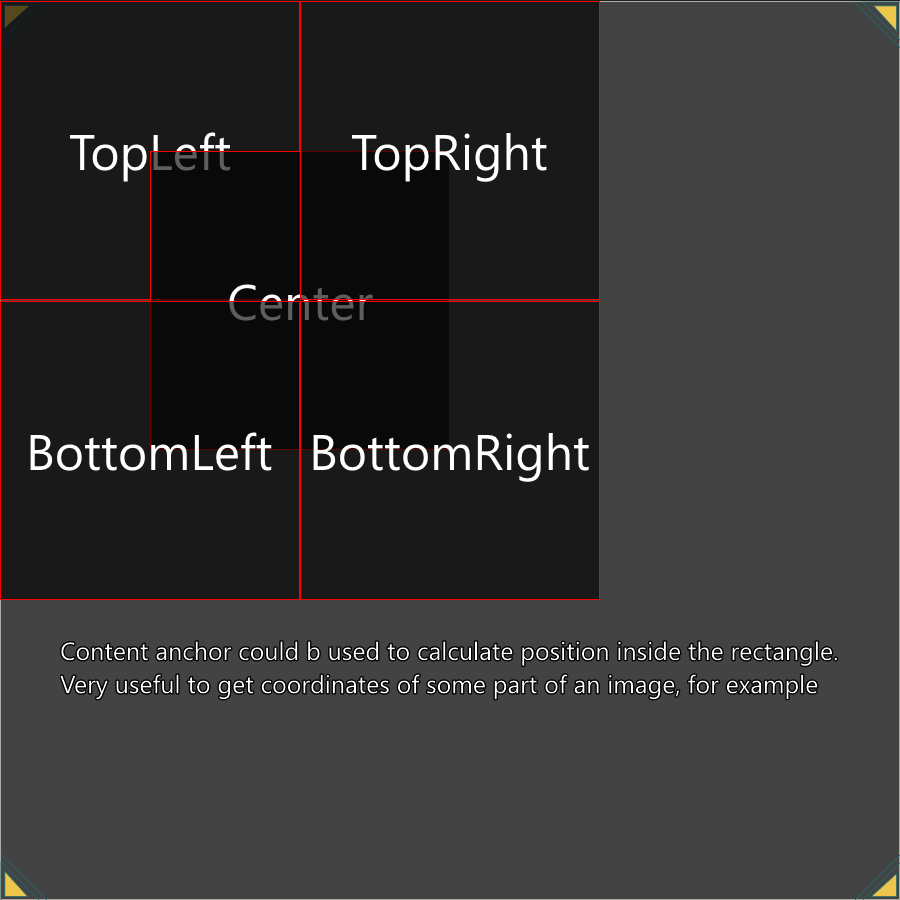 TopLeft TopRight
Center
BottomLeft BottomRight
Content anchor could b used to calculate position inside the rectangle.
Very useful to get coordinates of some part of an image, for example